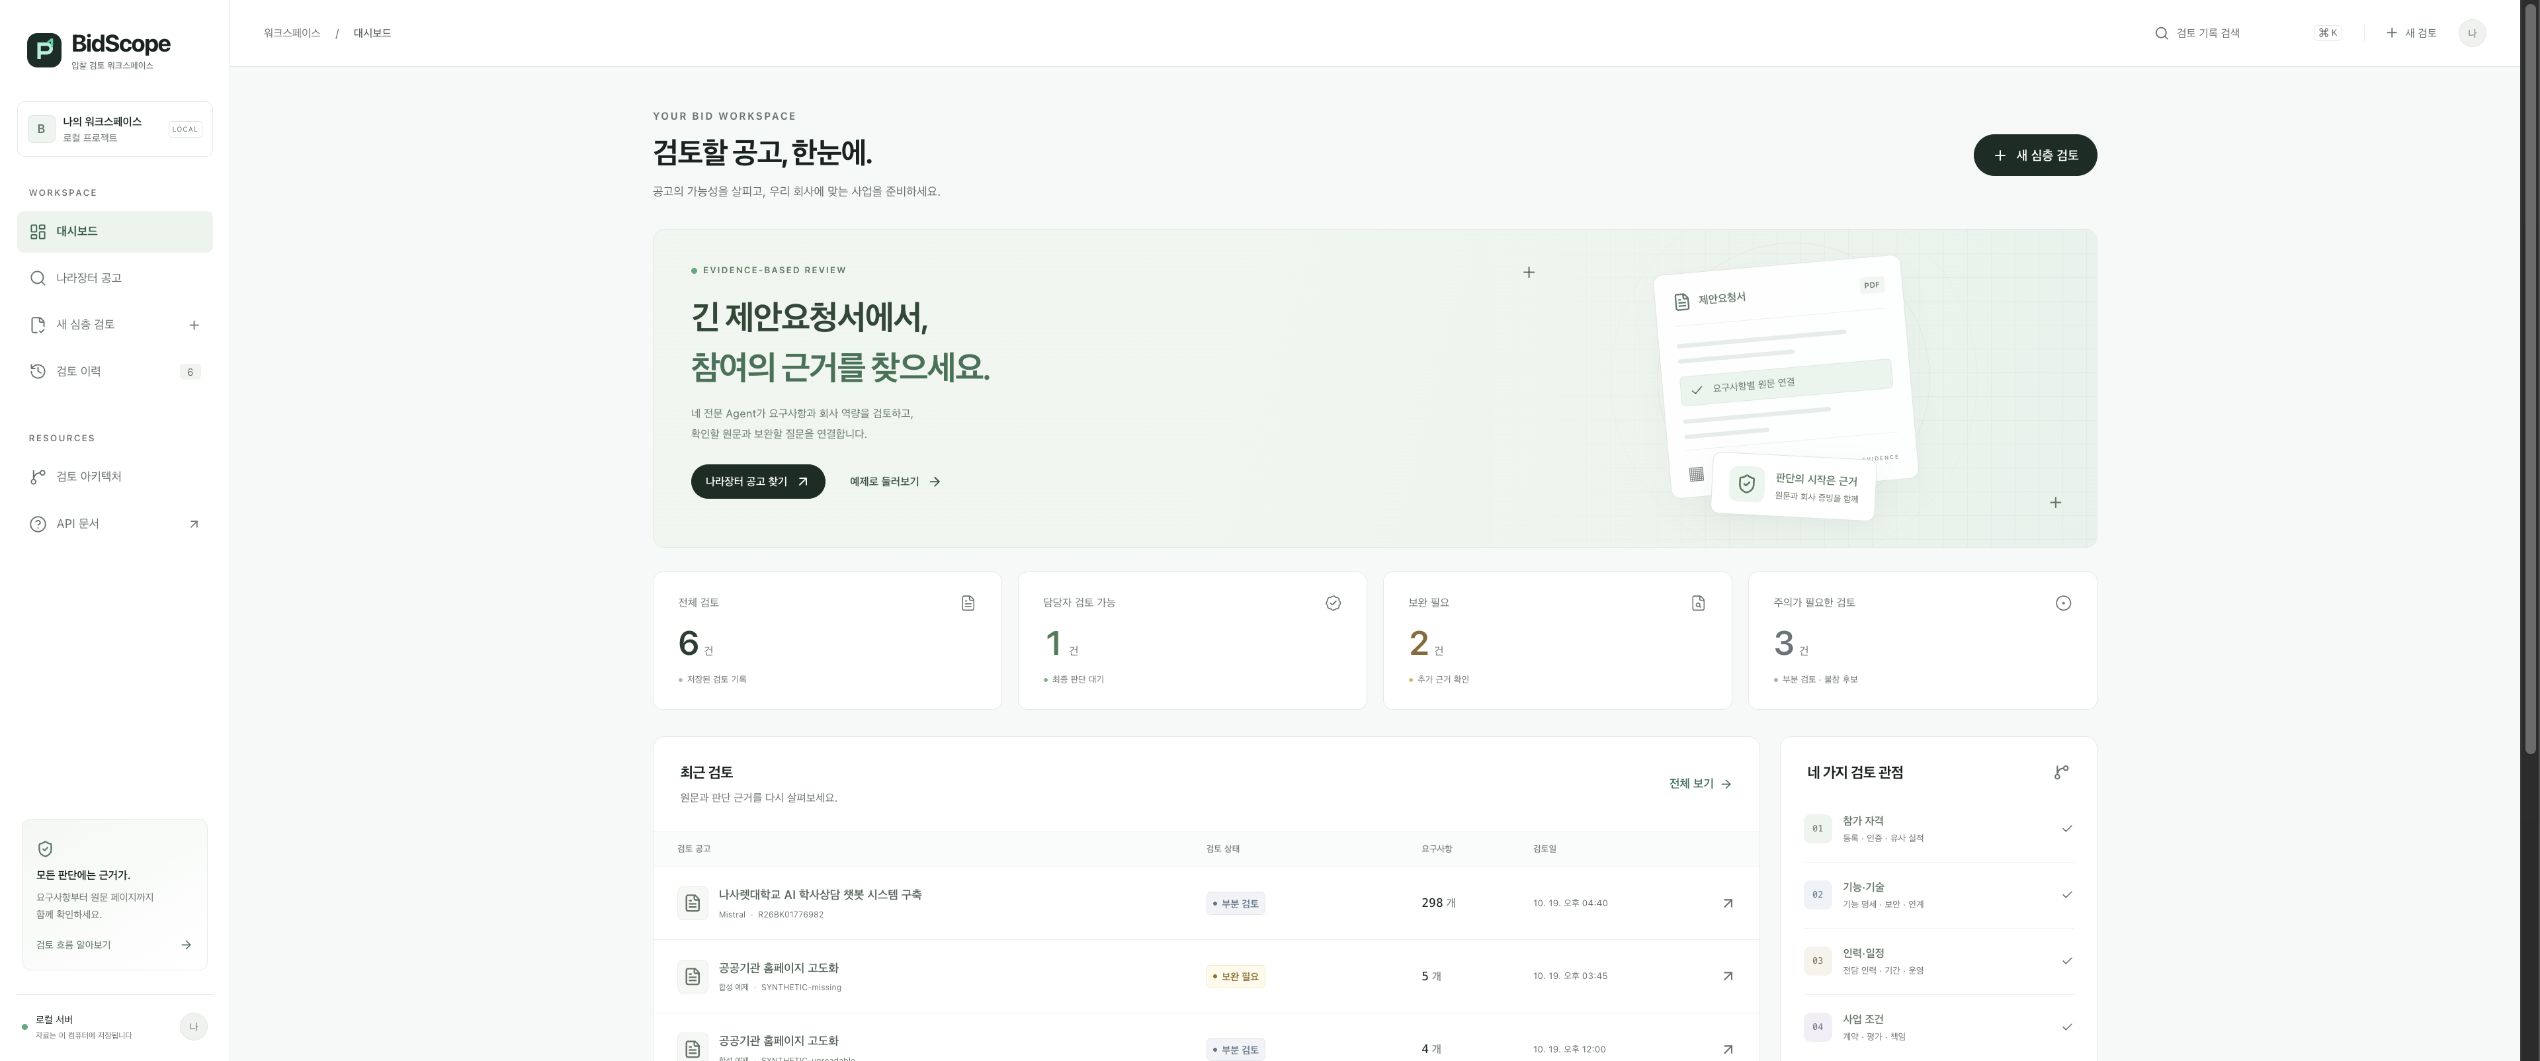 BidScope
입찰 검토 워크스페이스
B
나의 워크스페이스
로컬 프로젝트
LOCAL
WORKSPACE
대시보드
나라장터 공고
새 심층 검토
검토 이력
6
RESOURCES
검토 아키텍처
API 문서
모든 판단에는 근거가.
요구사항부터 원문 페이지까지
함께 확인하세요.
검토 흐름 알아보기
로컬 서버
자료는 이 컴퓨터에 저장됩니다
나
워크스페이스 / 대시보드
검토 기록 검색
⌘ K
새 검토
나
YOUR BID WORKSPACE
검토할 공고, 한눈에.
공고의 가능성을 살피고, 우리 회사에 맞는 사업을 준비하세요.
새 심층 검토
EVIDENCE-BASED REVIEW
긴 제안요청서에서,
참여의 근거를 찾으세요.
네 전문 Agent가 요구사항과 회사 역량을 검토하고,
확인할 원문과 보완할 질문을 연결합니다.
나라장터 공고 찾기
예제로 둘러보기
제안요청서
PDF
요구사항별 원문 연결
판단의 시작은 근거
원문과 회사 증빙을 함께
전체 검토
6 건
저장된 검토 기록
담당자 검토 가능
1 건
최종 판단 대기
보완 필요
2 건
추가 근거 확인
주의가 필요한 검토
3 건
부분 검토 · 불참 후보
최근 검토
원문과 판단 근거를 다시 살펴보세요.
전체 보기
검토 공고 검토 상태 요구사항 검토일
나사렛대학교 AI 학사상담 챗봇 시스템 구축
Mistral · R26BK01776982
부분 검토
298 개
10. 19. 오후 04:40
공공기관 홈페이지 고도화
합성 예제 · SYNTHETIC-missing
보완 필요
5 개
10. 19. 오후 03:45
공공기관 홈페이지 고도화
합성 예제 · SYNTHETIC-unreadable
부분 검토
4 개
10. 19. 오후 12:00
네 가지 검토 관점
01
참가 자격
등록 · 인증 · 유사 실적
02
기능·기술
기능 명세 · 보안 · 연계
03
인력·일정
전담 인력 · 기간 · 운영
04
사업 조건
계약 · 평가 · 책임